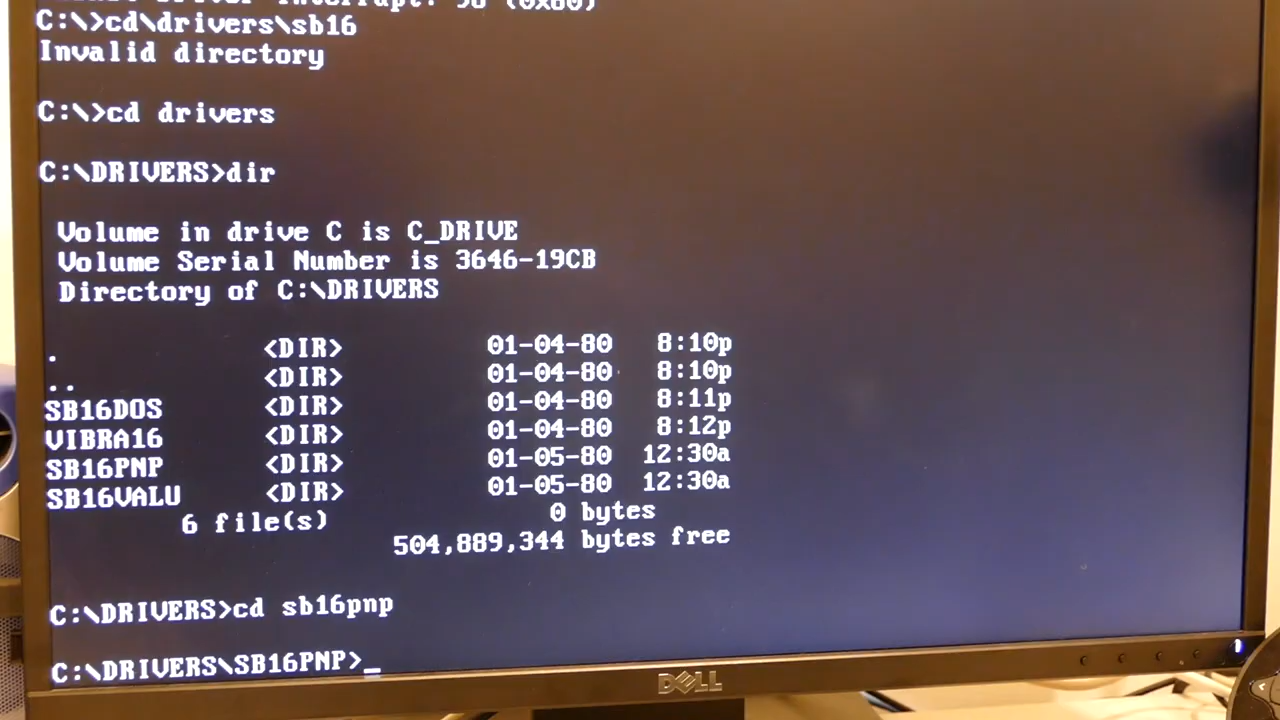 C:\>cd\drivers\sb16
Invalid directory
C:\>cd drivers
C:\DRIVERS>dir
Volume in drive C is C_DRIVE
Volume Serial Number is 3646-19CB
Directory of C:\DRIVERS
. <DIR> 01-04-80 8:10p
.. <DIR> 01-04-80 8:10p
SB16DOS <DIR> 01-04-80 8:11p
VIBRA16 <DIR> 01-04-80 8:12p
SB16PNP <DIR> 01-05-80 12:30a
SB16VALU <DIR> 01-05-80 12:30a
6 file(s) 0 bytes
504,889,344 bytes free
C:\DRIVERS>cd sb16pnp
C:\DRIVERS\SB16PNP>_
DELL